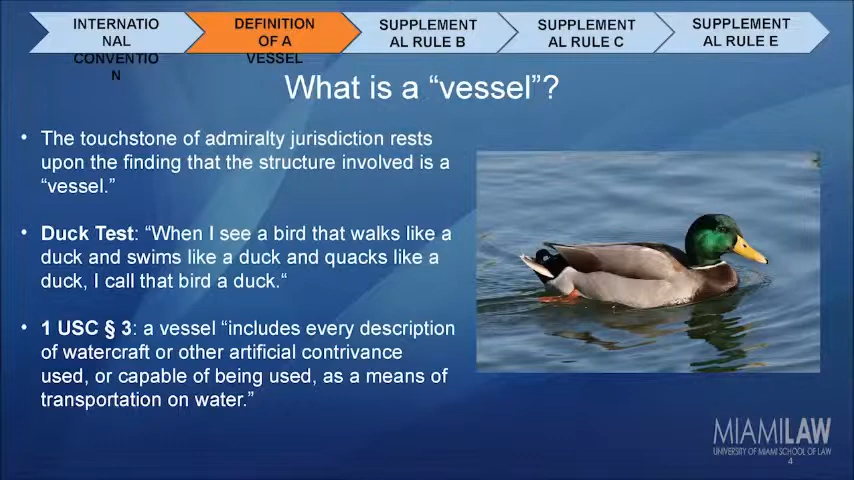 INTERNATIO
NAL
CONVENTIO
N
DEFINITION
OF A
VESSEL
SUPPLEMENT
AL RULE B
SUPPLEMENT
AL RULE C
SUPPLEMENT
AL RULE E
What is a “vessel”?
• The touchstone of admiralty jurisdiction rests
upon the finding that the structure involved is a
“vessel.”
• Duck Test: “When I see a bird that walks like a
duck and swims like a duck and quacks like a
duck, I call that bird a duck.“
• 1 USC § 3: a vessel “includes every description
of watercraft or other artificial contrivance
used, or capable of being used, as a means of
transportation on water.”
MIAMILAW
UNIVERSITY OF MIAMI SCHOOL OF LAW
4